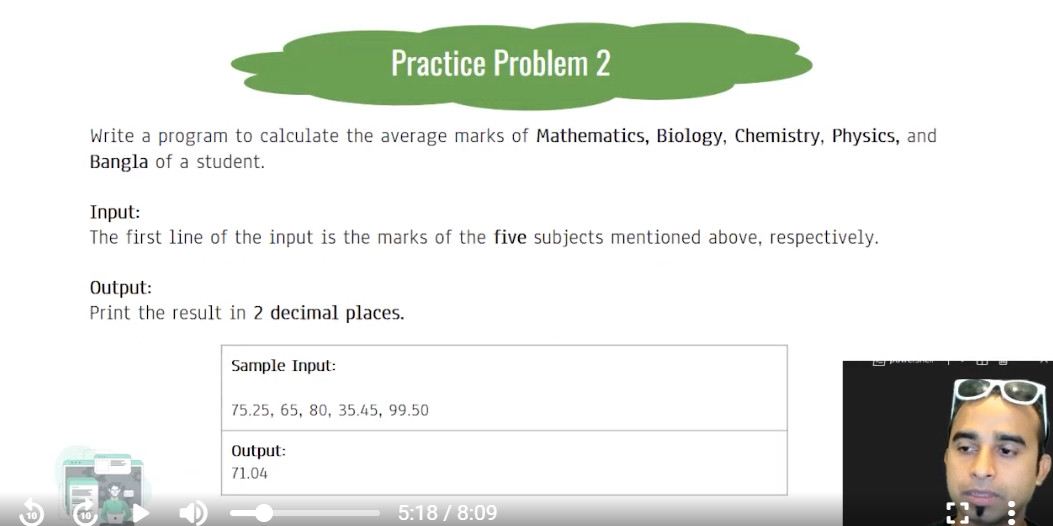 Practice Problem 2
Write a program to calculate the average marks of Mathematics, Biology, Chemistry, Physics, and
Bangla of a student.
Input:
The first line of the input is the marks of the five subjects mentioned above, respectively.
Output:
Print the result in 2 decimal places.
Sample Input:
75.25, 65, 80, 35.45, 99.50
Output:
71.04
10
10
5:18 / 8:09